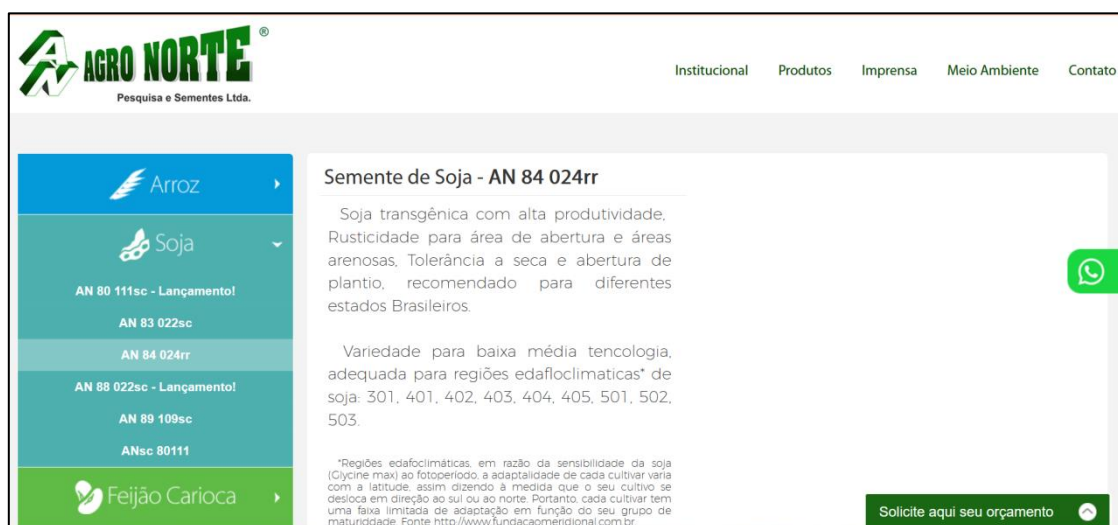 AGRO NORTE ®
Pesquisa e Sementes Ltda.
Institucional Produtos Imprensa Meio Ambiente Contato
Arroz
Soja
AN 80 111sc - Lançamento!
AN 83 022sc
AN 84 024rr
AN 88 022sc - Lançamento!
AN 89 109sc
ANsc 80111
Feijão Carioca
Semente de Soja - AN 84 024rr
Soja transgênica com alta produtividade,
Rusticidade para área de abertura e áreas
arenosas, Tolerância a seca e abertura de
plantio, recomendado para diferentes
estados Brasileiros.
Variedade para baixa média tencologia,
adequada para regiões edafloclimaticas* de
soja: 301, 401, 402, 403, 404, 405, 501, 502,
503.
*Regiões edafoclimáticas, em razão da sensibilidade da soja
(Glycine max) ao fotoperíodo, a adaptalidade de cada cultivar varia
com a latitude, assim dizendo à medida que o seu cultivo se
desloca em direção ao sul ou ao norte. Portanto, cada cultivar tem
uma faixa limitada de adaptação em função do seu grupo de
maturiddade. Fonte http://www.fundacaomeridional.com.br
Solicite aqui seu orçamento